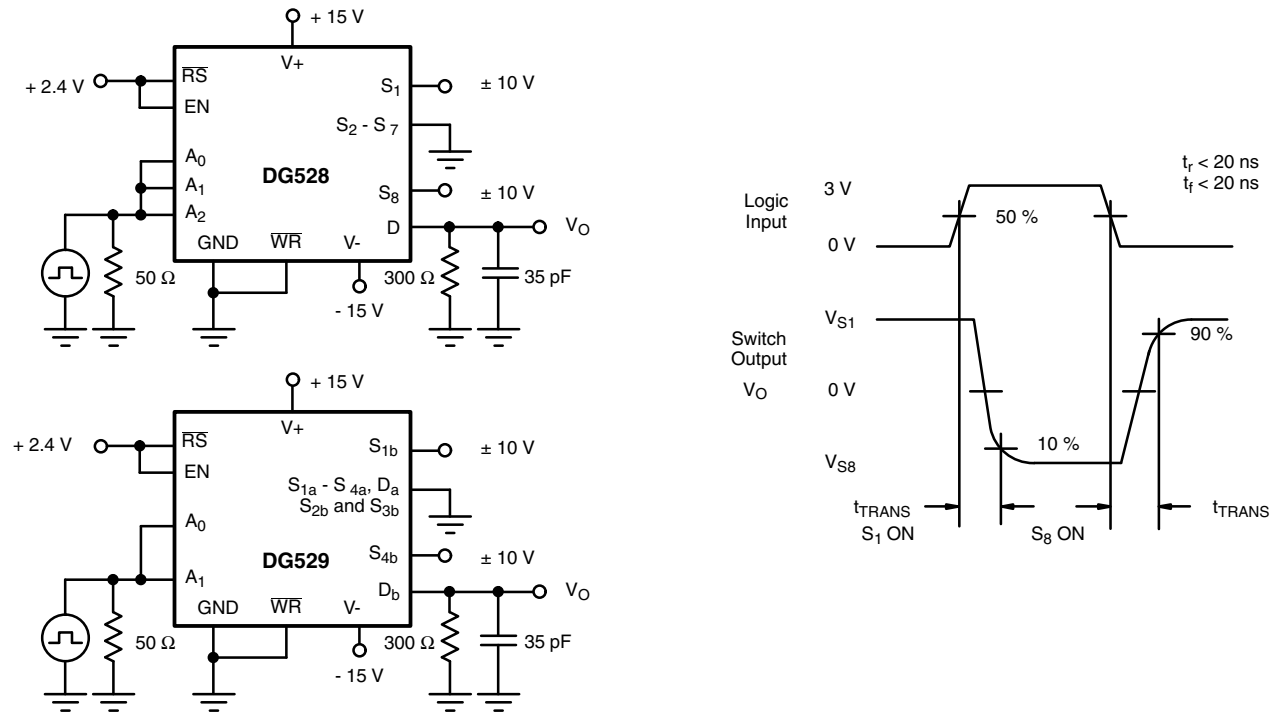 + 15 V
V+
+ 2.4 V
RS
EN
S1
± 10 V
S2 - S 7
A0
A1
A2
DG528
S8
± 10 V
D
VO
GND
WR
V-
50 Ω
300 Ω
35 pF
- 15 V
+ 15 V
V+
+ 2.4 V
RS
EN
S1b
± 10 V
S1a - S 4a, Da
S2b and S3b
A0
DG529
S4b
± 10 V
A1
Db
VO
GND
WR
V-
50 Ω
300 Ω
35 pF
- 15 V
tr < 20 ns
tf < 20 ns
Logic
Input
3 V
50 %
0 V
Switch
Output
VO
VS1
90 %
0 V
10 %
VS8
tTRANS
S1 ON
S8 ON
tTRANS